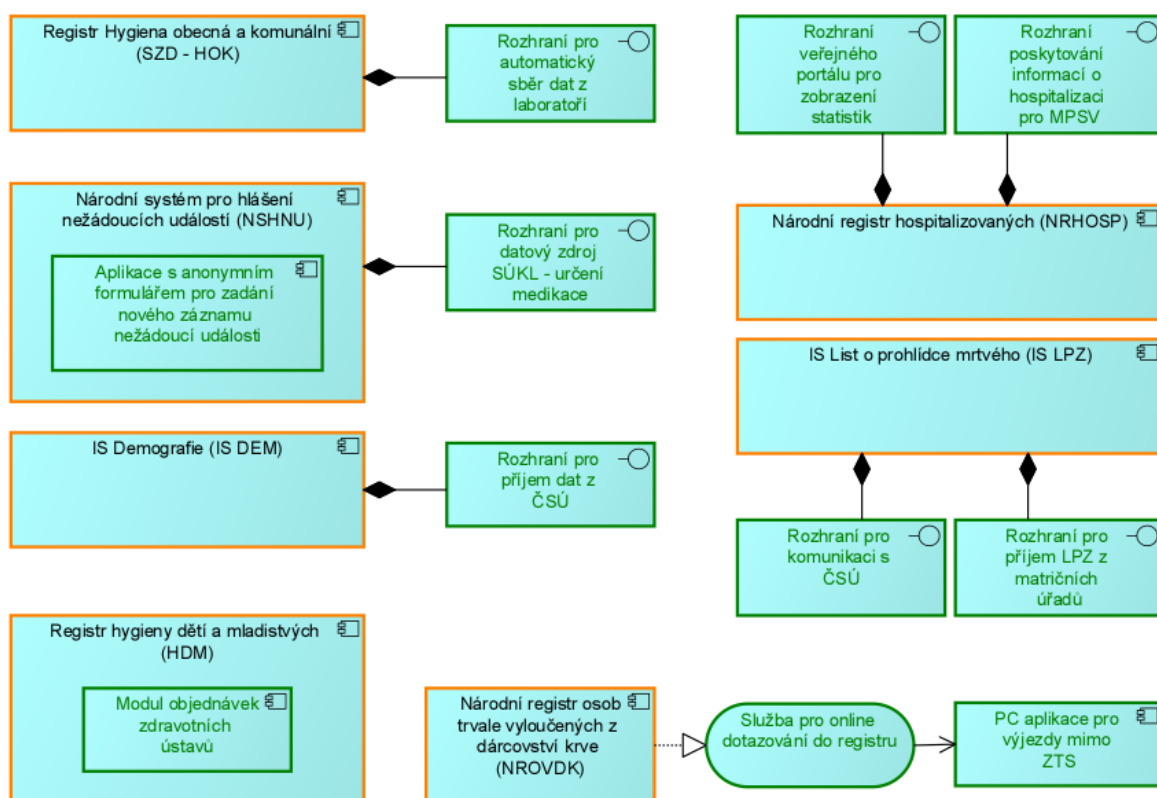 Registr Hygiena obecná a komunální
(SZD - HOK)
Rozhraní pro
automatický
sběr dat z
laboratoří
Rozhraní
veřejného
portálu pro
zobrazení
statistik
Rozhraní
poskytování
informací o
hospitalizaci
pro MPSV
Národní systém pro hlášení
nežádoucích událostí (NSHNU)
Aplikace s anonymním
formulářem pro zadání
nového záznamu
nežádoucí události
Rozhraní pro
datový zdroj
SÚKL - určení
medikace
Národní registr hospitalizovaných (NRHOSP)
IS List o prohlídce mrtvého (IS LPZ)
IS Demografie (IS DEM)
Rozhraní pro
příjem dat z
ČSÚ
Rozhraní pro
komunikaci s
ČSÚ
Rozhraní pro
příjem LPZ z
matričních
úřadů
Registr hygieny dětí a mladistvých
(HDM)
Modul objednávek
zdravotních
ústavů
Národní registr osob
trvale vyloučených z
dárcovství krve
(NROVDK)
Služba pro online
dotazování do registru
PC aplikace pro
výjezdy mimo
ZTS